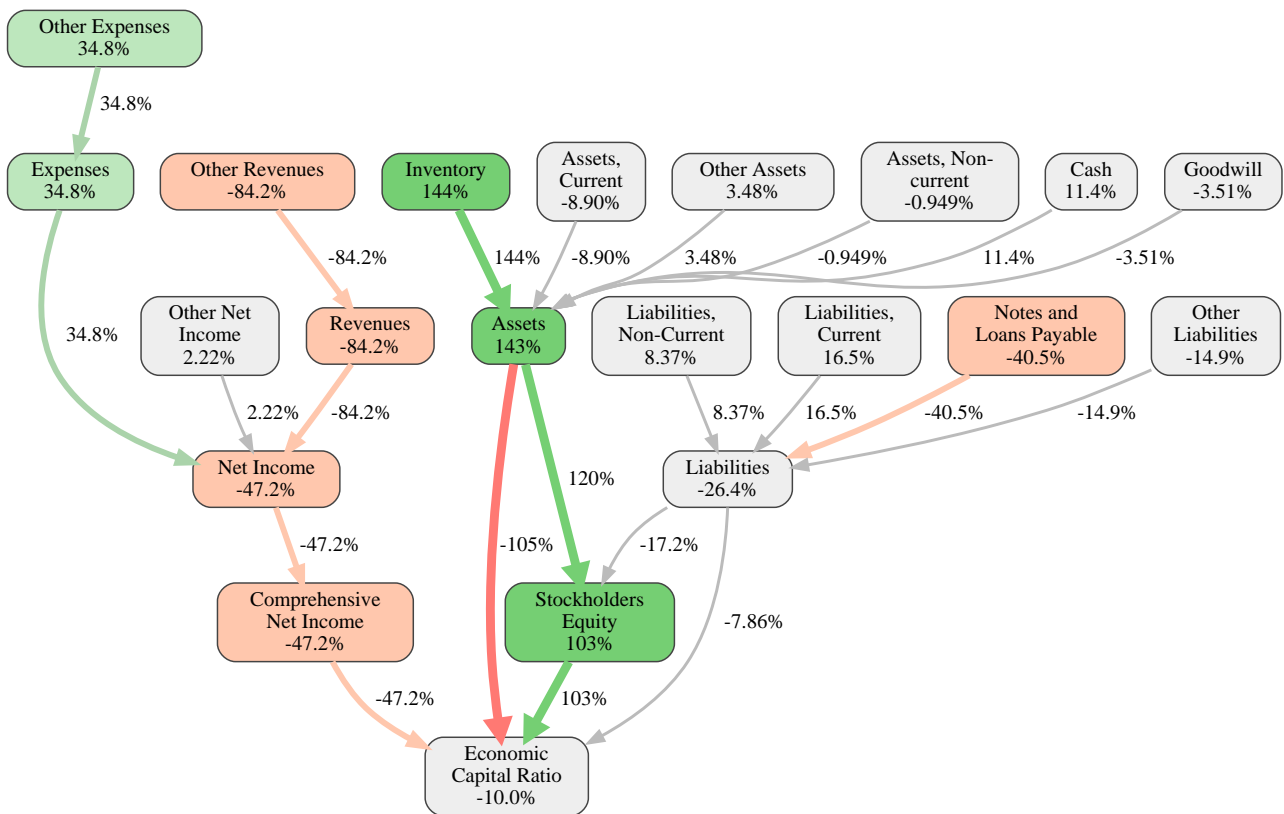 Other Expenses
34.8%
34.8%
Expenses
34.8%
Other Revenues
-84.2%
Inventory
144%
Assets,
Current
-8.90%
Other Assets
3.48%
Assets, Non-
current
-0.949%
Cash
11.4%
Goodwill
-3.51%
-84.2%
144%
-8.90%
3.48%
-0.949%
11.4%
-3.51%
34.8%
Other Net
Income
2.22%
Revenues
-84.2%
Assets
143%
Liabilities,
Non-Current
8.37%
Liabilities,
Current
16.5%
Notes and
Loans Payable
-40.5%
Other
Liabilities
-14.9%
2.22%
-84.2%
8.37%
16.5%
-40.5%
-14.9%
Net Income
-47.2%
120%
Liabilities
-26.4%
-47.2%
-105%
-17.2%
Comprehensive
Net Income
-47.2%
Stockholders
Equity
103%
-7.86%
-47.2%
103%
Economic
Capital Ratio
-10.0%